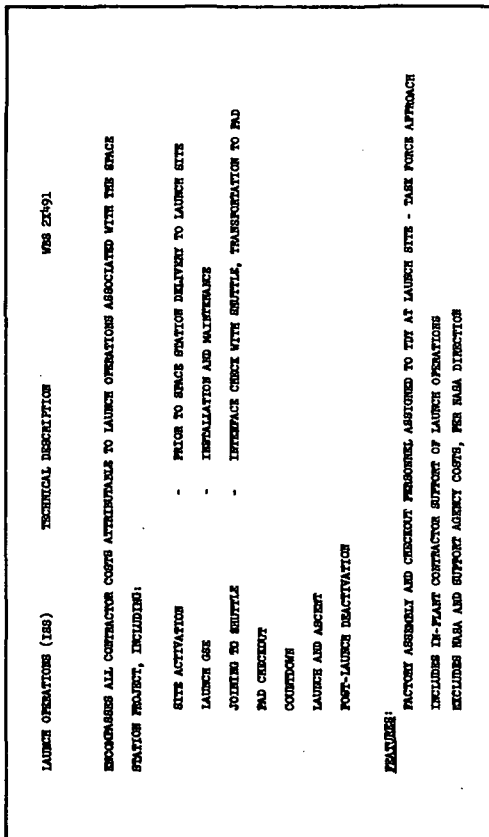 LAUNCH OPERATIONS (ISS) TECHNICAL DESCRIPTION WBS 2X491
ENCOMPASSES ALL CONTRACTOR COSTS ATTRIBUTABLE TO LAUNCH OPERATIONS ASSOCIATED WITH THE SPACE
STATION PROJECT, INCLUDING:
SITE ACTIVATION - PRIOR TO SPACE STATION DELIVERY TO LAUNCH SITE
LAUNCH GSE - INSTALLATION AND MAINTENANCE
JOINING TO SHUTTLE - INTERFACE CHECK WITH SHUTTLE, TRANSPORTATION TO PAD
PAD CHECKOUT
COUNTDOWN
LAUNCH AND ASCENT
POST-LAUNCH DEACTIVATION
FEATURES:
FACTORY ASSEMBLY AND CHECKOUT PERSONNEL ASSIGNED TO TDY AT LAUNCH SITE - TASK FORCE APPROACH
INCLUDES IN-PLANT CONTRACTOR SUPPORT OF LAUNCH OPERATIONS
EXCLUDES NASA AND SUPPORT AGENCY COSTS, PER NASA DIRECTION